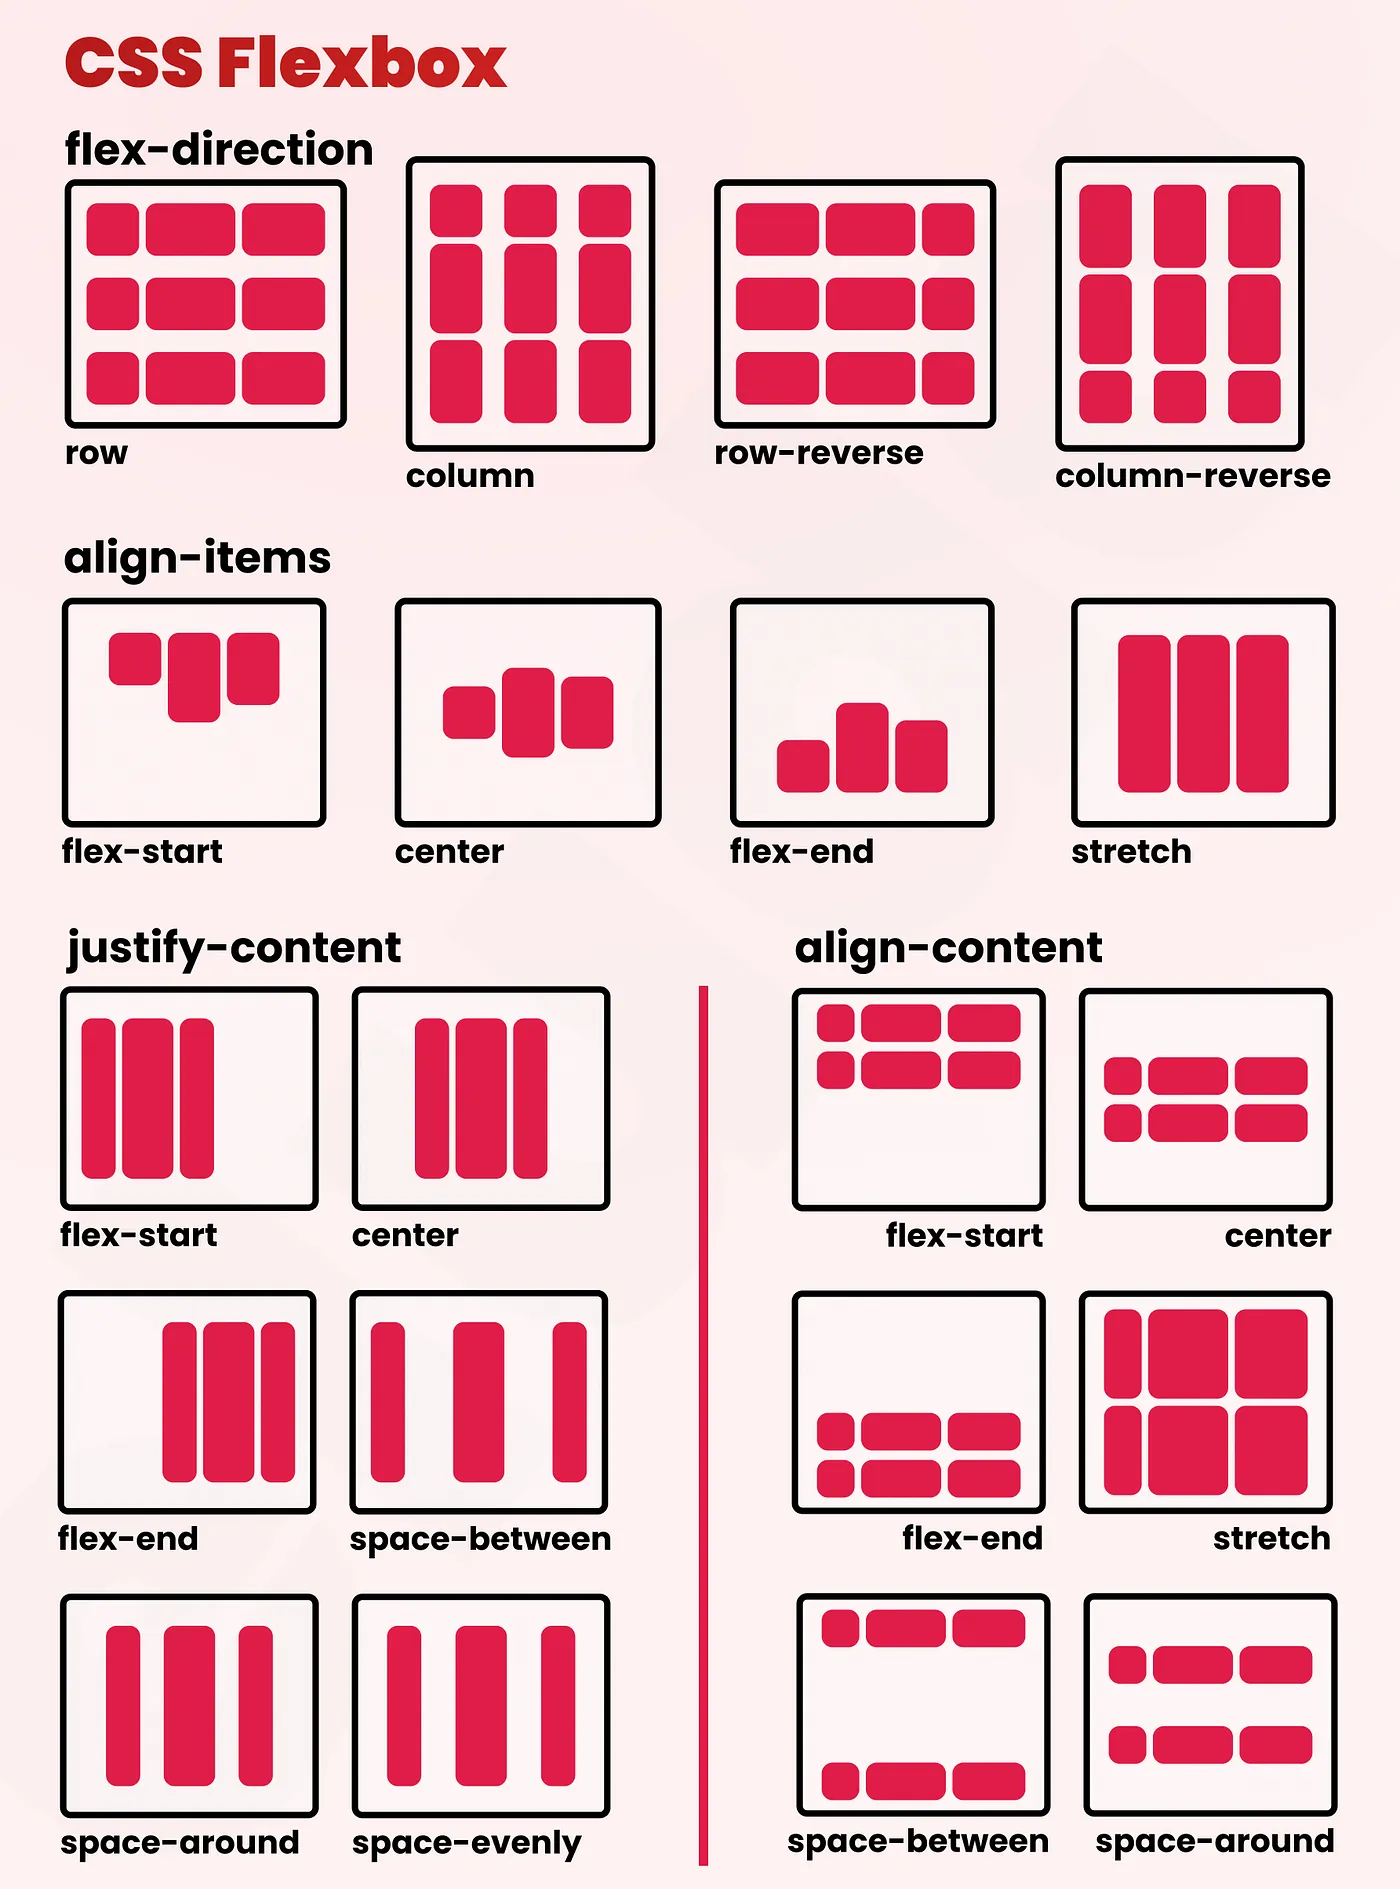 CSS Flexbox
flex-direction
row
column
row-reverse
column-reverse
align-items
flex-start
center
flex-end
stretch
justify-content
flex-start
center
flex-end
space-between
space-around
space-evenly
align-content
flex-start
center
flex-end
stretch
space-between
space-around